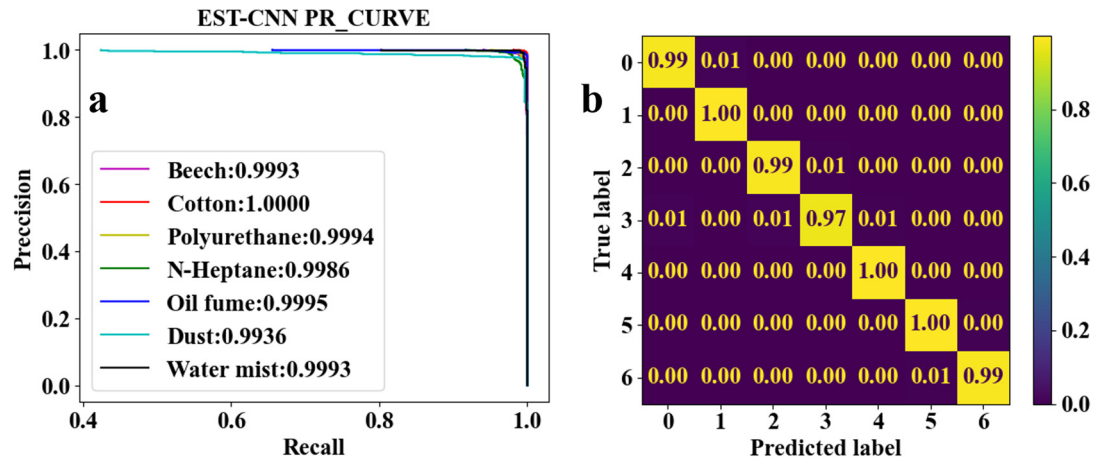 EST-CNN PR_CURVE
a
1.0
0.8
0.6
0.4
0.2
0.0
Preccision
Beech:0.9993
Cotton:1.0000
Polyurethane:0.9994
N-Heptane:0.9986
Oil fume:0.9995
Dust:0.9936
Water mist:0.9993
0.4 0.6 0.8 1.0
Recall
b
True label
0 0.99 0.01 0.00 0.00 0.00 0.00 0.00
1 0.00 1.00 0.00 0.00 0.00 0.00 0.00
2 0.00 0.00 0.99 0.01 0.00 0.00 0.00
3 0.01 0.00 0.01 0.97 0.01 0.00 0.00
4 0.00 0.00 0.00 0.00 1.00 0.00 0.00
5 0.00 0.00 0.00 0.00 0.00 1.00 0.00
6 0.00 0.00 0.00 0.00 0.00 0.01 0.99
0 1 2 3 4 5 6
Predicted label
0.8
0.6
0.4
0.2
0.0